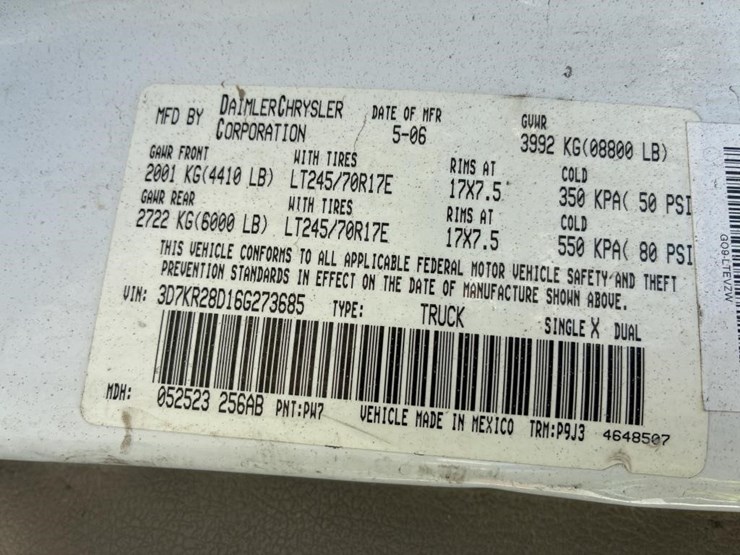 MFD BY DAIMLERCHRYSLER CORPORATION DATE OF MFR 5-06 GVWR 3992 KG(08800 LB)
GAWR FRONT WITH TIRES RIMS AT COLD
2001 KG(4410 LB) LT245/70R17E 17X7.5 350 KPA( 50 PSI
GAWR REAR WITH TIRES RIMS AT COLD
2722 KG(6000 LB) LT245/70R17E 17X7.5 550 KPA( 80 PSI
THIS VEHICLE CONFORMS TO ALL APPLICABLE FEDERAL MOTOR VEHICLE SAFETY AND THEFT
PREVENTION STANDARDS IN EFFECT ON THE DATE OF MANUFACTURE SHOWN ABOVE.
VIN: 3D7KR28D16G273685 TYPE: TRUCK SINGLE X DUAL
MDH: 052523 256AB PNT:PW7 VEHICLE MADE IN MEXICO TRM:P9J3 4648507